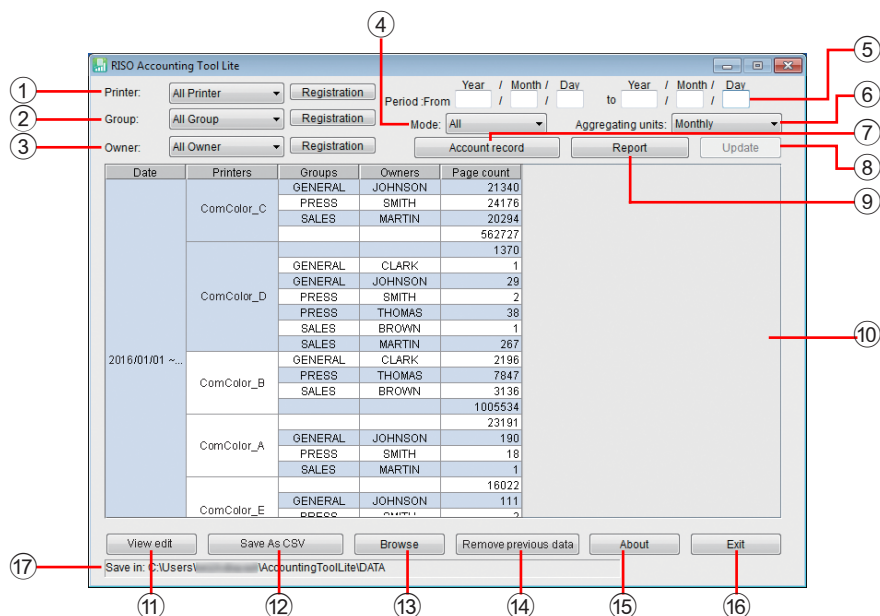 4
RISO Accounting Tool Lite
5
1
Printer: All Printer Registration
Year / Month / Day Year / Month / Day
Period :From / / to / /
6
2
Group: All Group Registration
Mode: All Aggregating units: Monthly
7
3
Owner: All Owner Registration
Account record Report Update
8
Date Printers Groups Owners Page count
9
2016/01/01 ~...
ComColor_C
GENERAL JOHNSON 21340
PRESS SMITH 24176
SALES MARTIN 20294
562727
ComColor_D
1370
GENERAL CLARK 1
GENERAL JOHNSON 29
PRESS SMITH 2
PRESS THOMAS 38
SALES BROWN 1
SALES MARTIN 267
10
ComColor_B
GENERAL CLARK 2196
PRESS THOMAS 7847
SALES BROWN 3136
1005534
ComColor_A
23191
GENERAL JOHNSON 190
PRESS SMITH 18
SALES MARTIN 1
ComColor_E
16022
GENERAL JOHNSON 111
PRESS SMITH 2
View edit Save As CSV Browse Remove previous data About Exit
17
Save in: C:\Users\ \AccountingToolLite\DATA
11 12 13 14 15 16